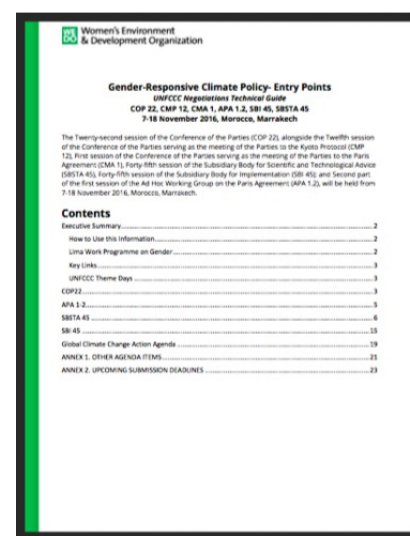 WE
DO
Women's Environment
& Development Organization
Gender-Responsive Climate Policy- Entry Points
UNFCCC Negotiations Technical Guide
COP 22, CMP 12, CMA 1, APA 1.2, SBI 45, SBSTA 45
7-18 November 2016, Morocco, Marrakech
The Twenty-second session of the Conference of the Parties (COP 22), alongside the Twelfth session
of the Conference of the Parties serving as the meeting of the Parties to the Kyoto Protocol (CMP
12), First session of the Conference of the Parties serving as the meeting of the Parties to the Paris
Agreement (CMA 1), Forty-fifth session of the Subsidiary Body for Scientific and Technological Advice
(SBSTA 45), Forty-fifth session of the Subsidiary Body for Implementation (SBI 45); and Second part
of the first session of the Ad Hoc Working Group on the Paris Agreement (APA 1.2), will be held from
7-18 November 2016, Morocco, Marrakech.
Contents
Executive Summary 2
How to Use this Information 2
Lima Work Programme on Gender 2
Key Links 3
UNFCCC Theme Days 3
COP22 3
APA 1-2 5
SBSTA 45 6
SBI 45 15
Global Climate Change Action Agenda 19
ANNEX 1. OTHER AGENDA ITEMS 21
ANNEX 2. UPCOMING SUBMISSION DEADLINES 23